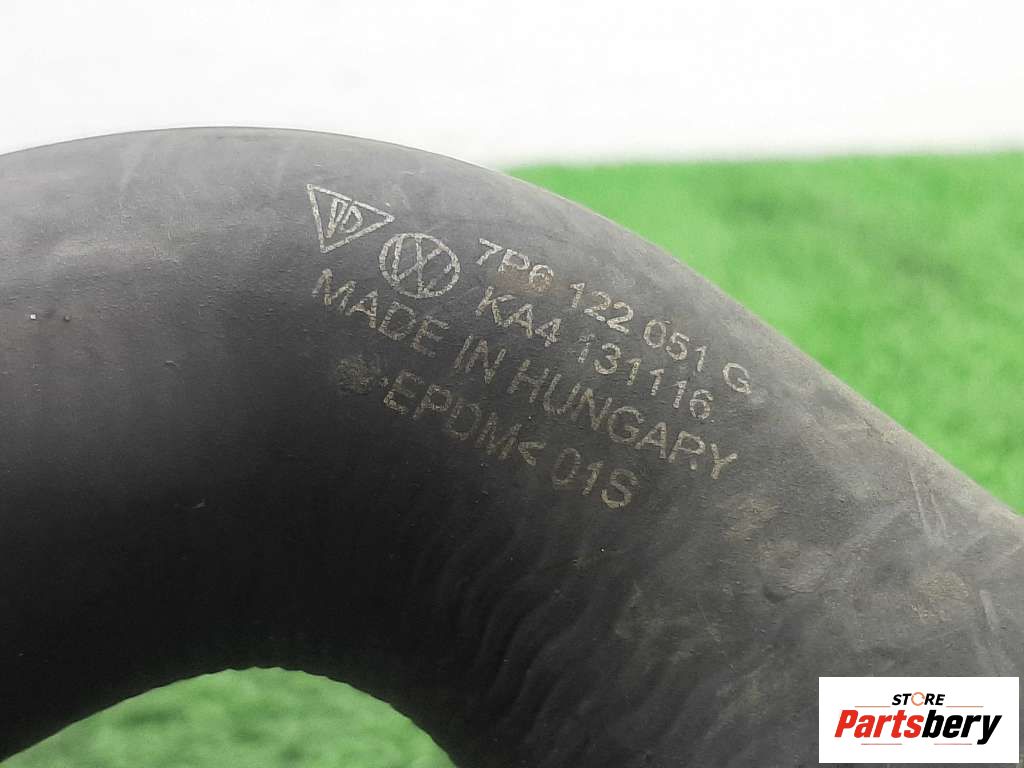 7P6 122 051 G
KA4 131116
MADE IN HUNGARY
EPDM< 01S
STORE
Partsbery